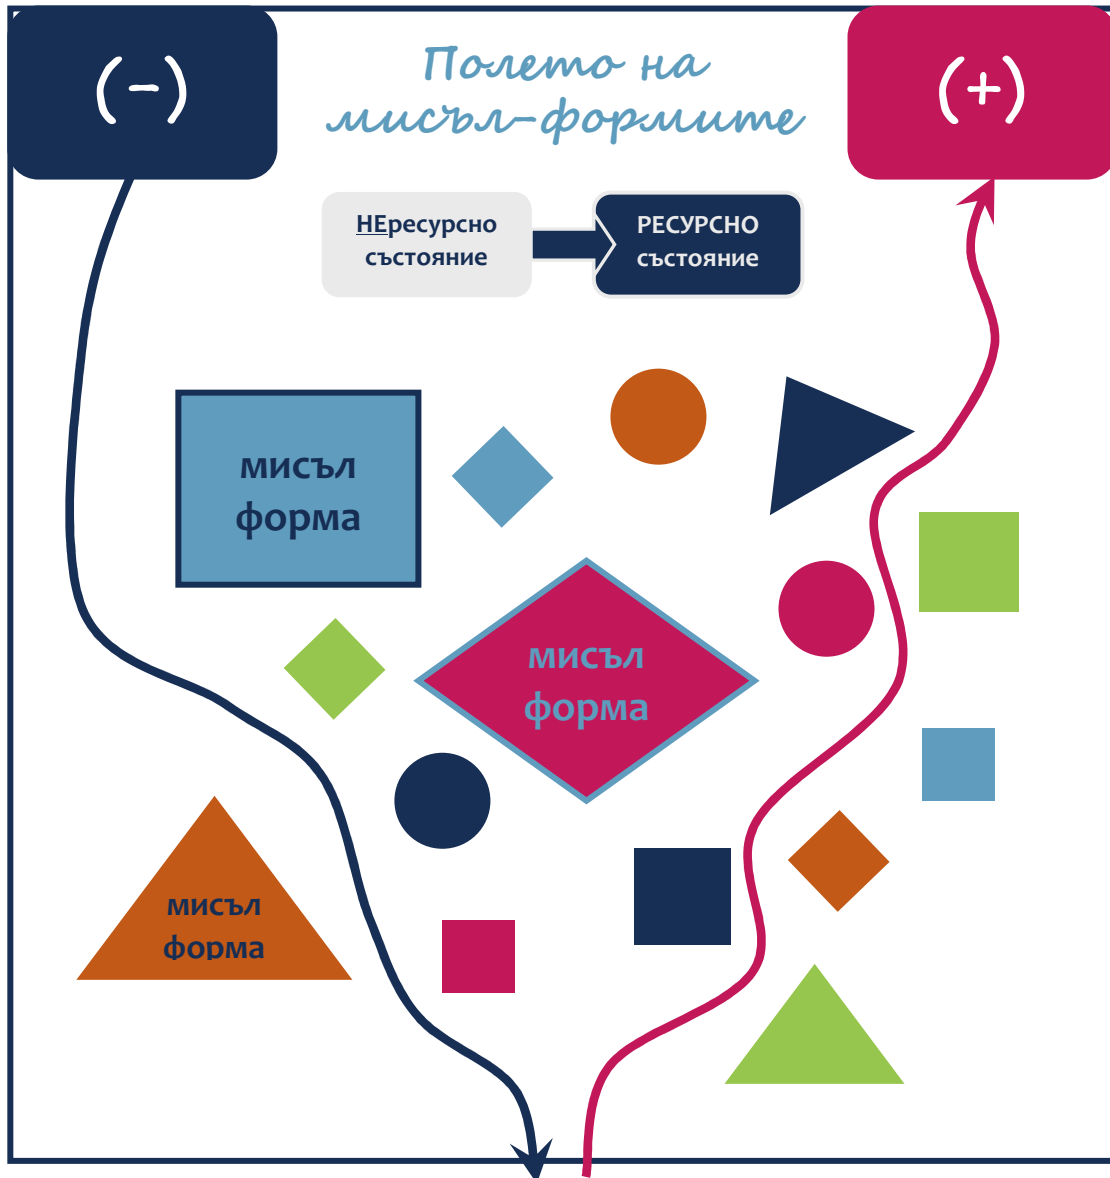 (-)
Полето на
мисъл-формите
(+)
НЕресурсно
състояние
РЕСУРСНО
състояние
мисъл
форма
мисъл
форма
мисъл
форма